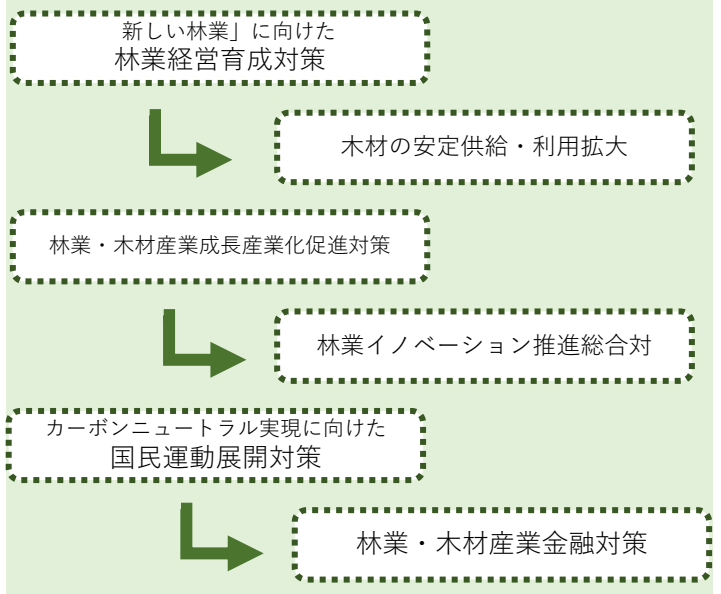 新しい林業」に向けた
林業経営育成対策
木材の安定供給・利用拡大
林業・木材産業成長産業化促進対策
林業イノベーション推進総合対
カーボンニュートラル実現に向けた
国民運動展開対策
林業・木材産業金融対策